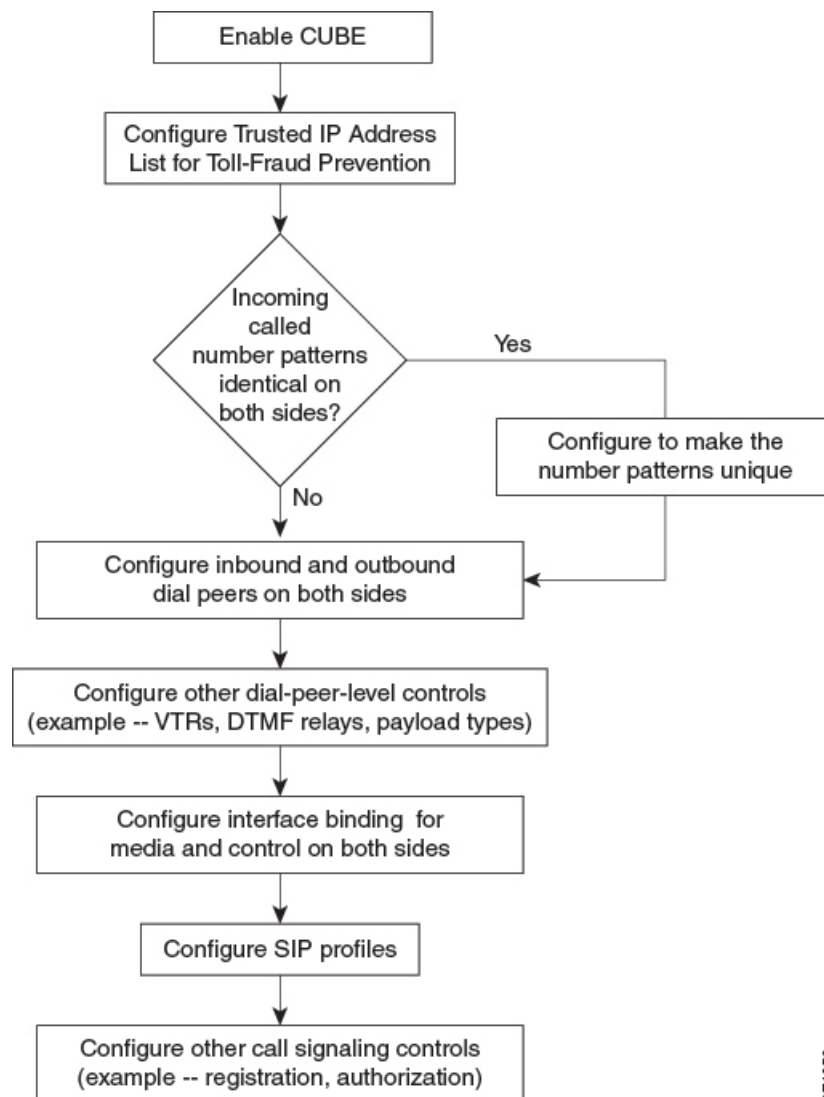 Enable CUBE
Configure Trusted IP Address
List for Toll-Fraud Prevention
Incoming
called
number patterns
identical on
both sides?
Yes
Configure to make the
number patterns unique
No
Configure inbound and outbound
dial peers on both sides
Configure other dial-peer-level controls
(example -- VTRs, DTMF relays, payload types)
Configure interface binding for
media and control on both sides
Configure SIP profiles
Configure other call signaling controls
(example -- registration, authorization)